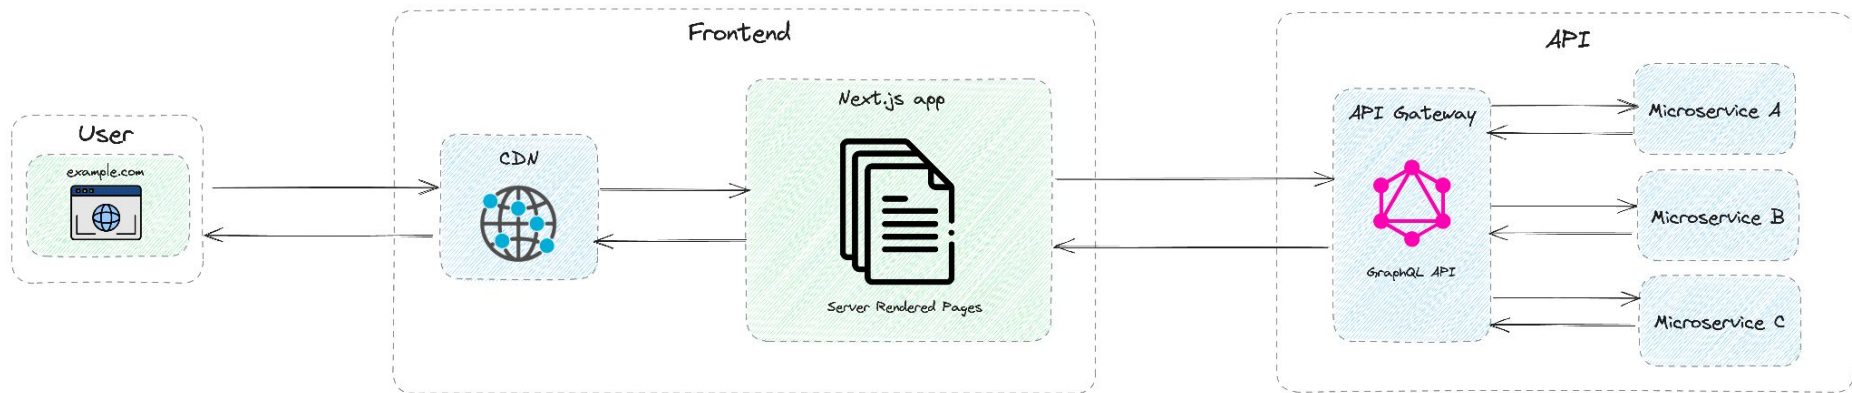 Frontend
API
User
example.com
CDN
Next.js app
Server Rendered Pages
API Gateway
GraphQL API
Microservice A
Microservice B
Microservice C